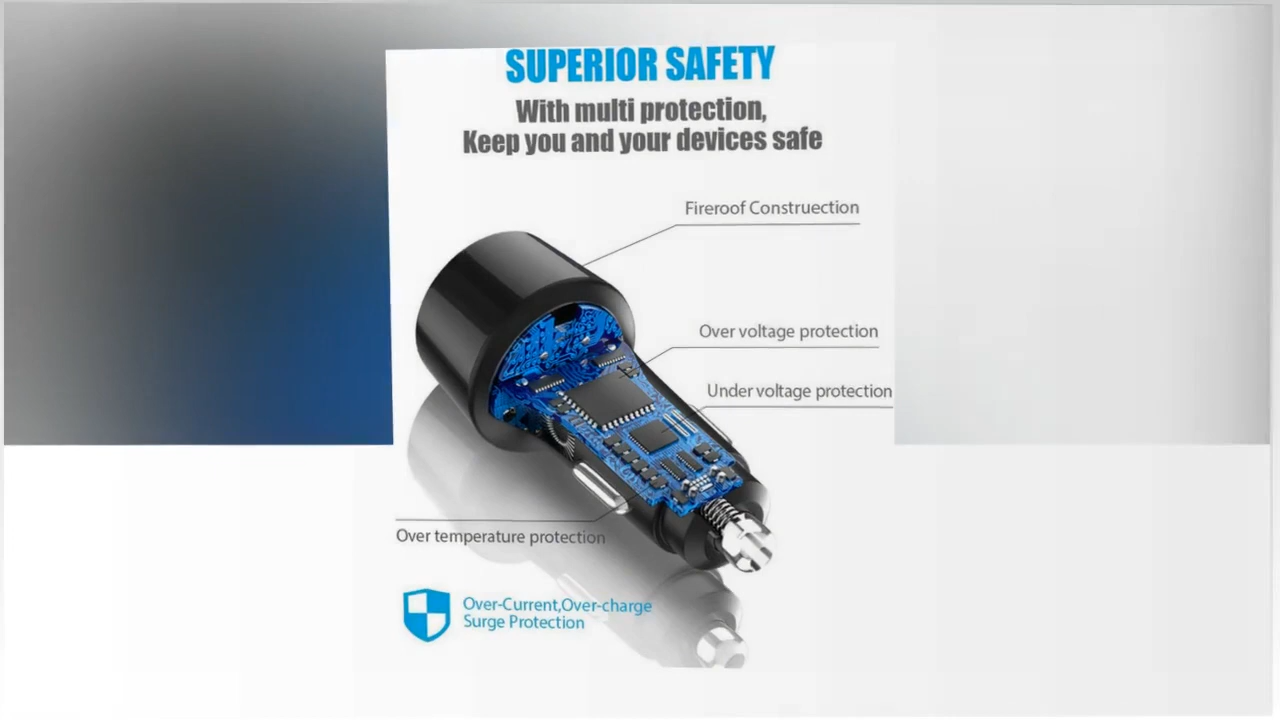 SUPERIOR SAFETY
With multi protection,
Keep you and your devices safe
Fireroof Construection
Over voltage protection
Under voltage protection
Over temperature protection
Over-Current,Over-charge
Surge Protection